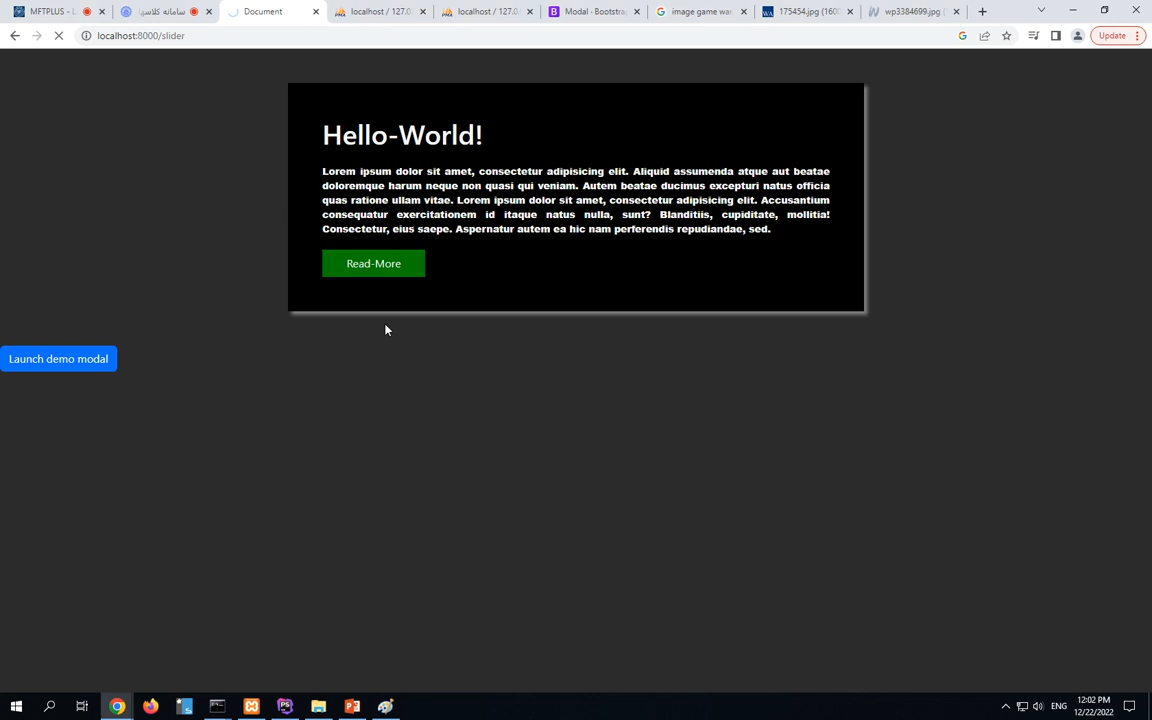 MFTPLUS - L
سامانه کلاسی
Document
localhost / 127.0
localhost / 127.0
Modal · Bootstra
image game war
175454.jpg (160
wp3384699.jpg (
localhost:8000/slider
Update
Hello-World!
Lorem ipsum dolor sit amet, consectetur adipisicing elit. Aliquid assumenda atque aut beatae
doloremque harum neque non quasi qui veniam. Autem beatae ducimus excepturi natus officia
quas ratione ullam vitae. Lorem ipsum dolor sit amet, consectetur adipisicing elit. Accusantium
consequatur exercitationem id itaque natus nulla, sunt? Blanditiis, cupiditate, mollitia!
Consectetur, eius saepe. Aspernatur autem ea hic nam perferendis repudiandae, sed.
Read-More
Launch demo modal
ENG
12:02 PM
12/22/2022